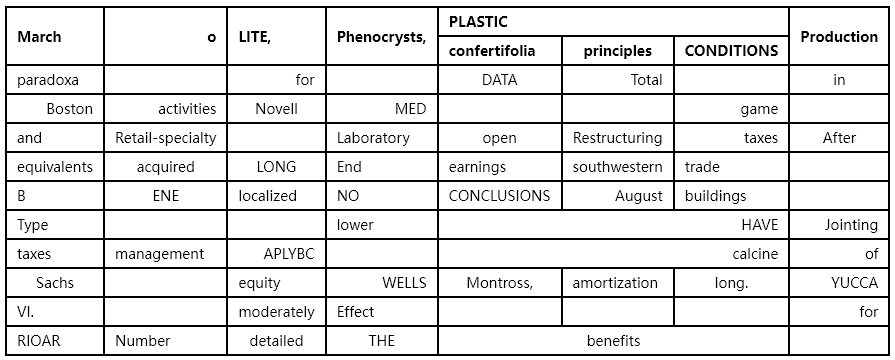 March o LITE, Phenocrysts, PLASTIC Production
confertifolia principles CONDITIONS
paradoxa for DATA Total in
Boston activities Novell MED game
and Retail-specialty Laboratory open Restructuring taxes After
equivalents acquired LONG End earnings southwestern trade
B ENE localized NO CONCLUSIONS August buildings
Type lower HAVE Jointing
taxes management APLYBC calcine of
Sachs equity WELLS Montross, amortization long. YUCCA
VI. moderately Effect for
RIOAR Number detailed THE benefits